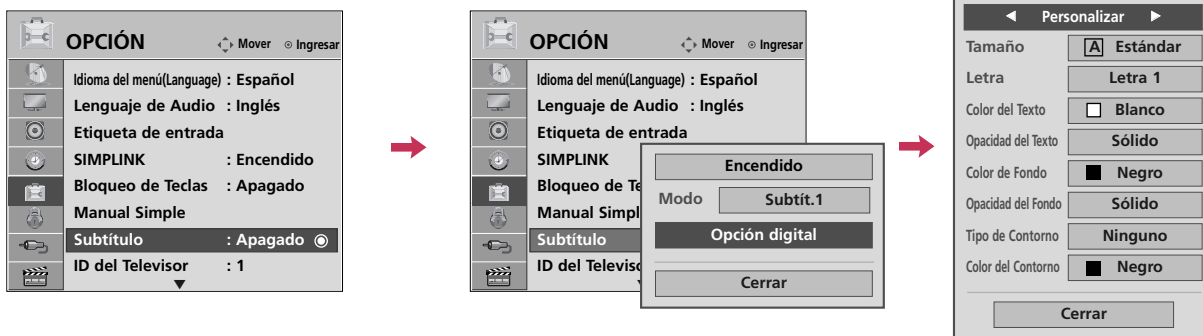 OPCIÓN Mover Ingresar
Idioma del menú(Language) : Español
Lenguaje de Audio : Inglés
Etiqueta de entrada
SIMPLINK : Encendido
Bloqueo de Teclas : Apagado
Manual Simple
Subtítulo : Apagado
ID del Televisor : 1
OPCIÓN Mover Ingresar
Idioma del menú(Language) : Español
Lenguaje de Audio : Inglés
Etiqueta de entrada
SIMPLINK
Bloqueo de Te
Manual Simpl
Subtítulo
ID del Televiso
Encendido
Modo Subtít.1
Opción digital
Cerrar
Personalizar
Tamaño A Estándar
Letra Letra 1
Color del Texto Blanco
Opacidad del Texto Sólido
Color de Fondo Negro
Opacidad del Fondo Sólido
Tipo de Contorno Ninguno
Color del Contorno Negro
Cerrar